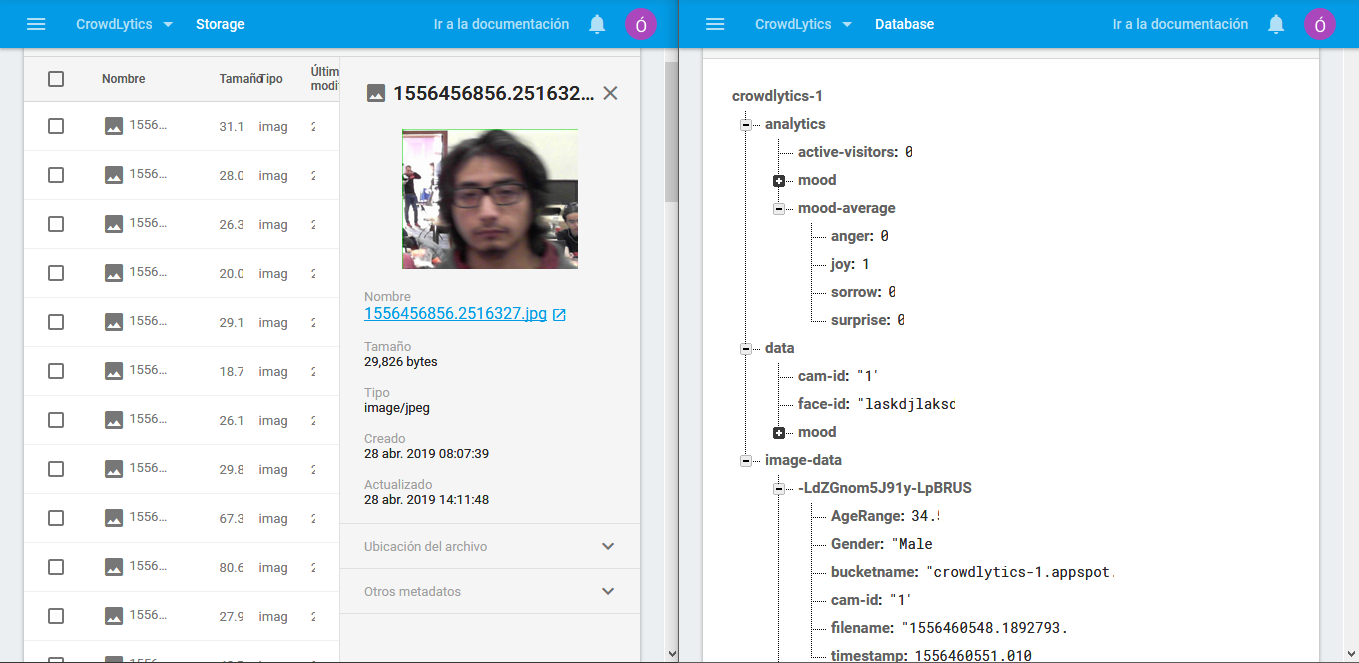 CrowdLytics Storage Ir a la documentación Ó
Nombre Tamaño Tipo Últim
modi
1556... 31.1 imag 2
1556... 28.0 imag 2
1556... 26.3 imag 2
1556... 20.0 imag 2
1556... 29.1 imag 2
1556... 18.7 imag 2
1556... 26.1 imag 2
1556... 29.8 imag 2
1556... 67.3 imag 2
1556... 80.6 imag 2
1556... 27.9 imag 2
1556456856.251632...
Nombre
1556456856.2516327.jpg
Tamaño
29,826 bytes
Tipo
image/jpeg
Creado
28 abr. 2019 08:07:39
Actualizado
28 abr. 2019 14:11:48
Ubicación del archivo
Otros metadatos
CrowdLytics Database Ir a la documentación Ó
crowdlytics-1
analytics
active-visitors: 0
mood
mood-average
anger: 0
joy: 1
sorrow: 0
surprise: 0
data
cam-id: "1"
face-id: "laskdjlaksd
mood
image-data
-LdZGnom5J91y-LpBRUS
AgeRange: 34.5
Gender: "Male
bucketname: "crowdlytics-1.appspot.
cam-id: "1"
filename: "1556460548.1892793.
timestamp: 1556460551.010